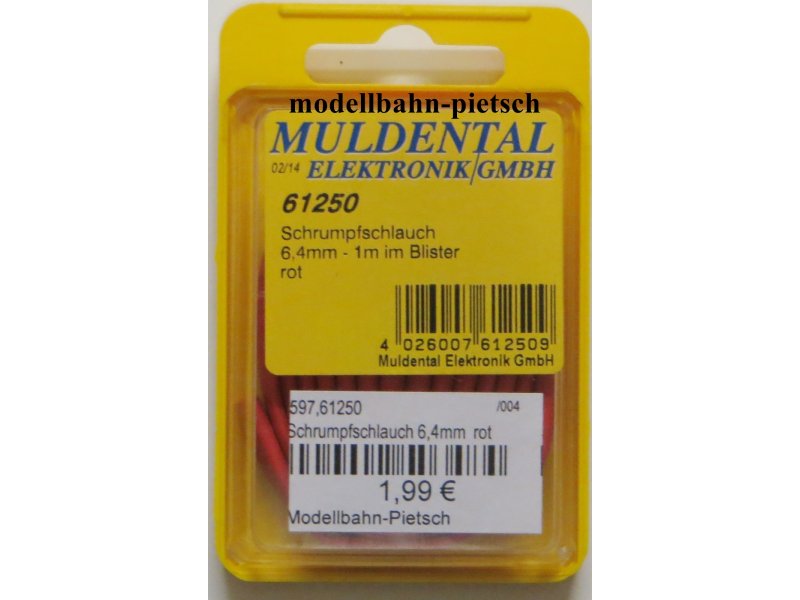 modellbahn-pietsch
MULDENTAL
02/14 ELEKTRONIK/GMBH
61250
Schrumpfschlauch
6,4mm - 1m im Blister
rot
4 026007 612509
Muldental Elektronik GmbH
597,61250 /004
Schrumpfschlauch 6,4mm rot
1,99 €
Modellbahn-Pietsch